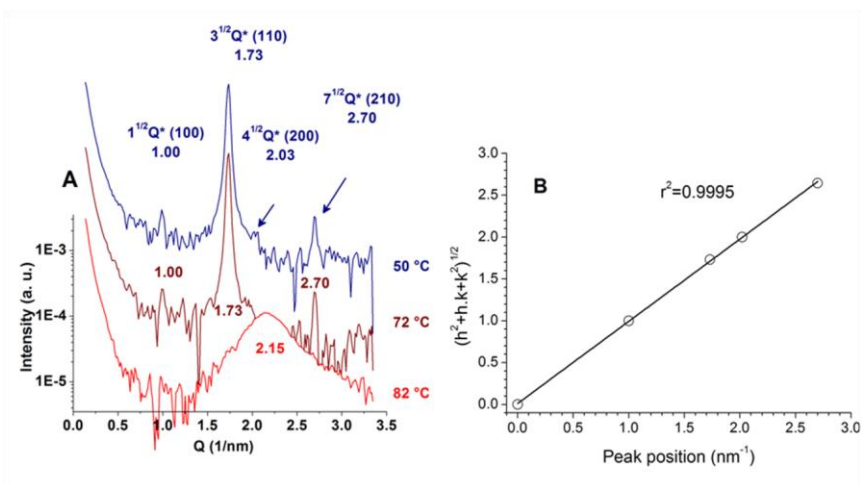 3^1/2Q* (110)
1.73
7^1/2Q* (210)
2.70
1^1/2Q* (100)
1.00
4^1/2Q* (200)
2.03
A
1E-3
1E-4
1E-5
Intensity (a. u.)
50 °C
1.00
2.70
1.73
72 °C
2.15
82 °C
0.0 0.5 1.0 1.5 2.0 2.5 3.0 3.5
Q (1/nm)
B
r²=0.9995
3.0
2.5
2.0
1.5
1.0
0.5
0.0
(h²+h.k+k²)^1/2
0.0 0.5 1.0 1.5 2.0 2.5 3.0
Peak position (nm⁻¹)